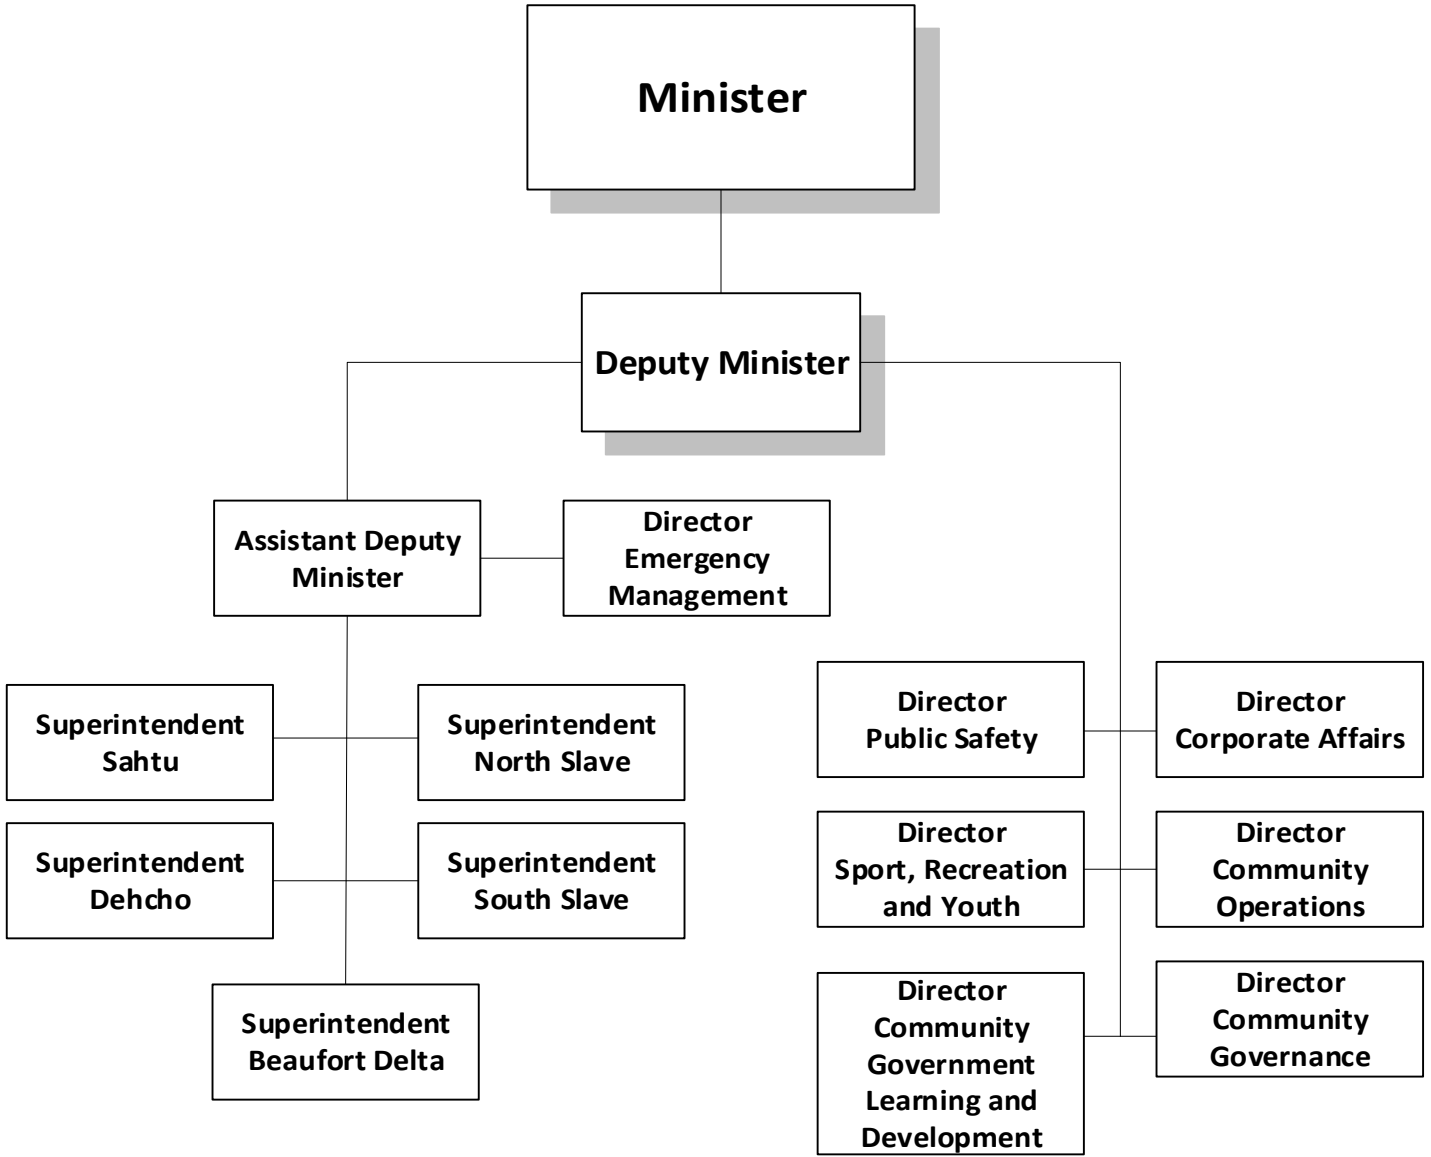 Minister
Deputy Minister
Assistant Deputy
Minister
Director
Emergency
Management
Superintendent
Sahtu
Superintendent
North Slave
Superintendent
Dehcho
Superintendent
South Slave
Superintendent
Beaufort Delta
Director
Public Safety
Director
Corporate Affairs
Director
Sport, Recreation
and Youth
Director
Community
Operations
Director
Community
Government
Learning and
Development
Director
Community
Governance